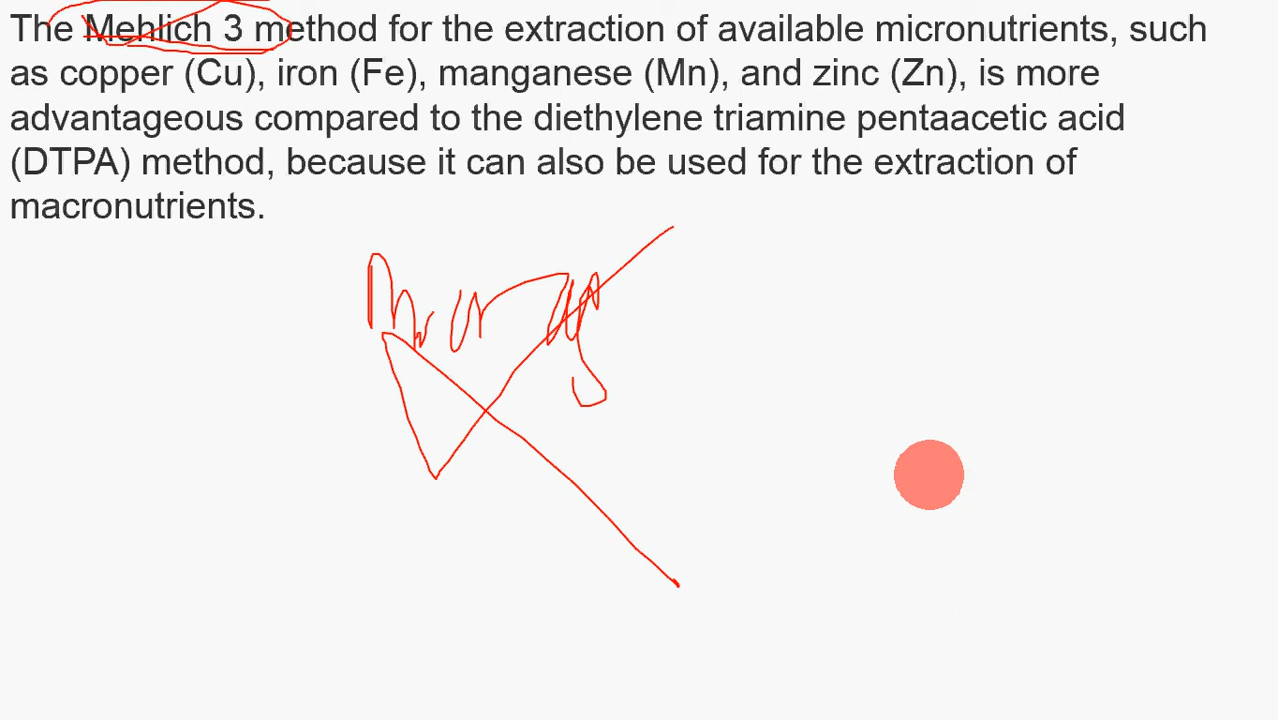 The Mehlich 3 method for the extraction of available micronutrients, such
as copper (Cu), iron (Fe), manganese (Mn), and zinc (Zn), is more
advantageous compared to the diethylene triamine pentaacetic acid
(DTPA) method, because it can also be used for the extraction of
macronutrients.